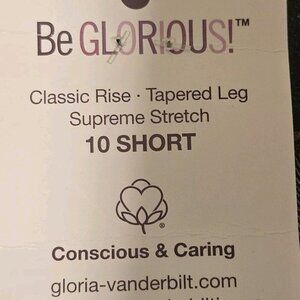 Be GLORIOUS!™
Classic Rise · Tapered Leg
Supreme Stretch
10 SHORT
®
Conscious & Caring
gloria-vanderbilt.com